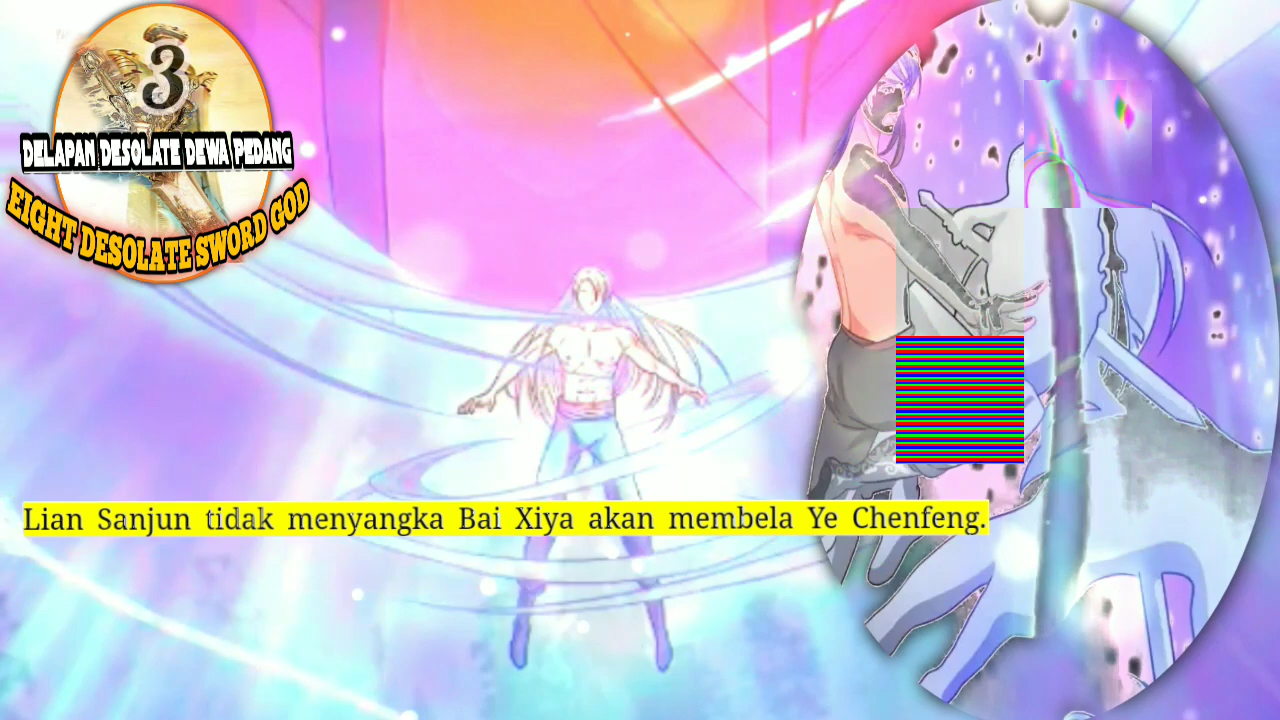 3
DELAPAN DESOLATE DEWA PEDANG
EIGHT DESOLATE SWORD GOD
Lian Sanjun tidak menyangka Bai Xiya akan membela Ye Chenfeng.